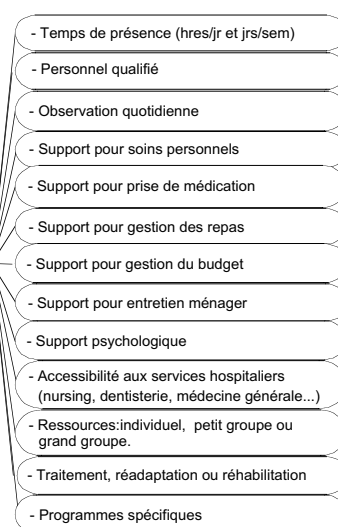 - Temps de présence (hres/jr et jrs/sem)
- Personnel qualifié
- Observation quotidienne
- Support pour soins personnels
- Support pour prise de médication
- Support pour gestion des repas
- Support pour gestion du budget
- Support pour entretien ménager
- Support psychologique
- Accessibilité aux services hospitaliers
(nursing, dentisterie, médecine générale...)
- Ressources:individuel, petit groupe ou
grand groupe.
- Traitement, réadaptation ou réhabilitation
- Programmes spécifiques